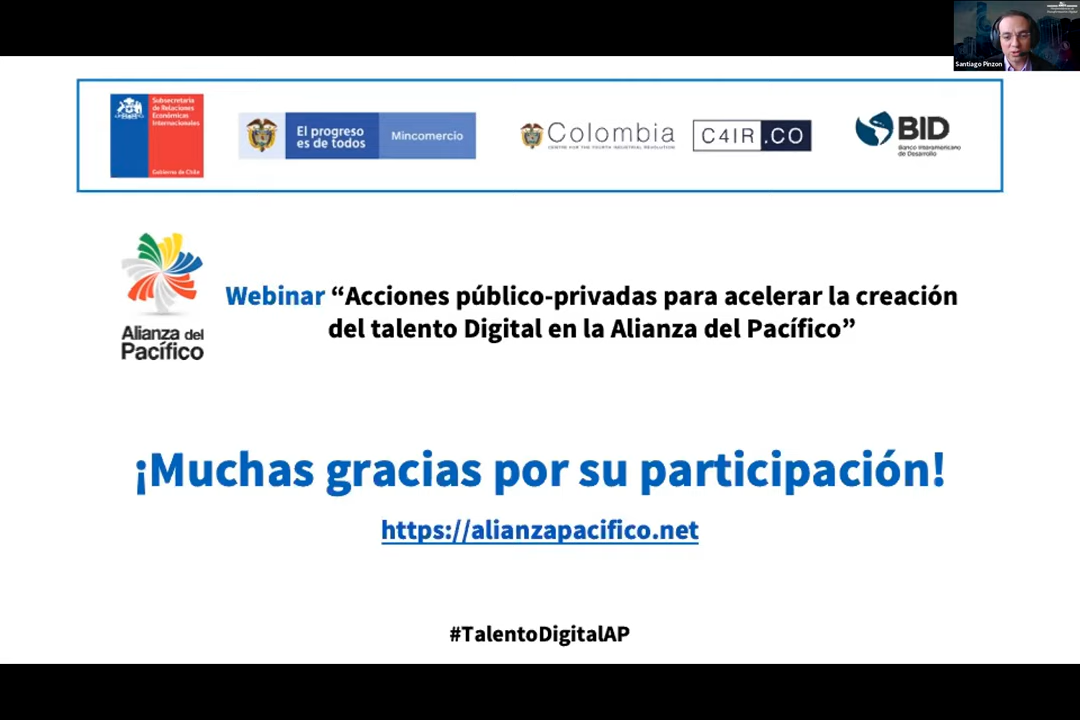 Santiago Pinzon
Subsecretaría
de Relaciones
Económicas
Internacionales
Gobierno de Chile
El progreso
es de todos
Mincomercio
Colombia
CENTRE FOR THE FOURTH INDUSTRIAL REVOLUTION
C4IR.CO
BID
Banco Interamericano
de Desarrollo
Alianza del
Pacífico
Webinar “Acciones público-privadas para acelerar la creación
del talento Digital en la Alianza del Pacífico”
¡Muchas gracias por su participación!
https://alianzapacifico.net
#TalentoDigitalAP